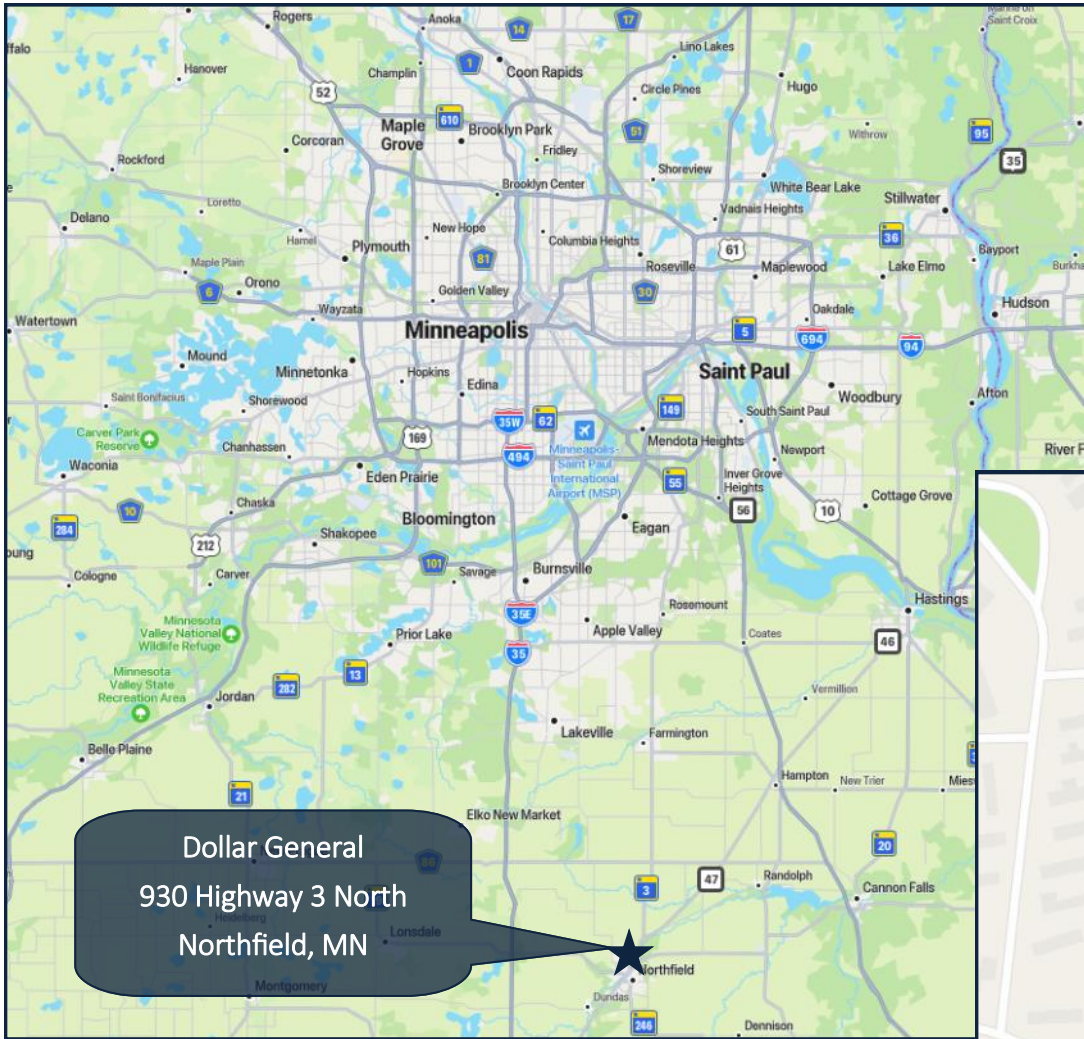 Marine on
Saint Croix
Rogers
Anoka
14
17
Lino Lakes
ffalo
Hanover
Champlin
1
Coon Rapids
Circle Pines
Hugo
52
610
Maple
Grove
Brooklyn Park
51
Withrow
95
Corcoran
Fridley
35
Rockford
Shoreview
Brooklyn Center
White Bear Lake
Stillwater
Loretto
Delano
New Hope
Vadnais Heights
Hamel
Plymouth
Columbia Heights
61
36
Bayport
81
Roseville
Maple Plain
Maplewood
Lake Elmo
Burkha
6
Orono
Golden Valley
30
Hudson
Wayzata
Oakdale
Watertown
Minneapolis
5
694
94
Mound
Minnetonka
Hopkins
Edina
Saint Paul
Woodbury
Saint Bonifacius
Shorewood
Afton
35W
62
149
South Saint Paul
Carver Park
Reserve
169
Mendota Heights
Chanhassen
494
Minneapolis-
Saint Paul
International
Airport (MSP)
Newport
River F
Waconia
Eden Prairie
55
Inver Grove
Heights
Cottage Grove
Chaska
10
284
Bloomington
56
10
Eagan
oung
212
Shakopee
101
Cologne
Carver
Savage
Burnsville
Hastings
Rosemount
35E
Minnesota
Valley National
Wildlife Refuge
Prior Lake
Apple Valley
35
Coates
46
Minnesota
Valley State
Recreation Area
282
13
Jordan
Vermillion
Lakeville
Farmington
Belle Plaine
Hampton
New Trier
Miesv
21
Elko New Market
Dollar General
930 Highway 3 North
Northfield, MN
86
20
47
Randolph
3
Cannon Falls
Heidelberg
Lonsdale
Northfield
Montgomery
Dundas
246
Dennison